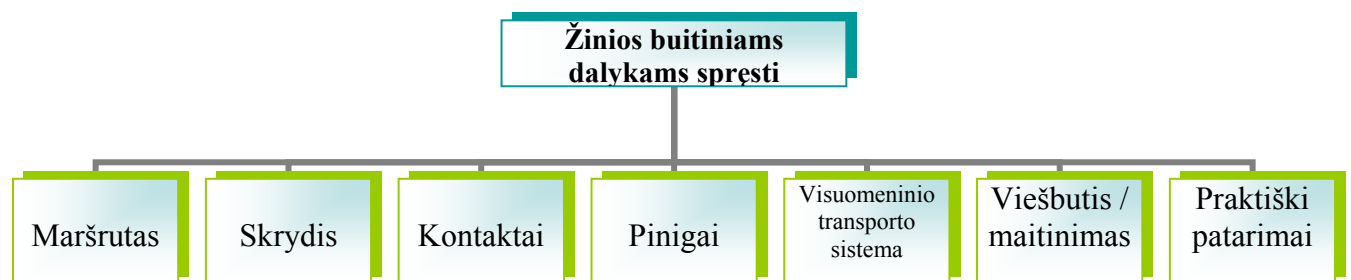 Žinios buitiniams
dalykams spręsti
Maršrutas
Skrydis
Kontaktai
Pinigai
Visuomeninio
transporto
sistema
Viešbutis /
maitinimas
Praktiški
patarimai